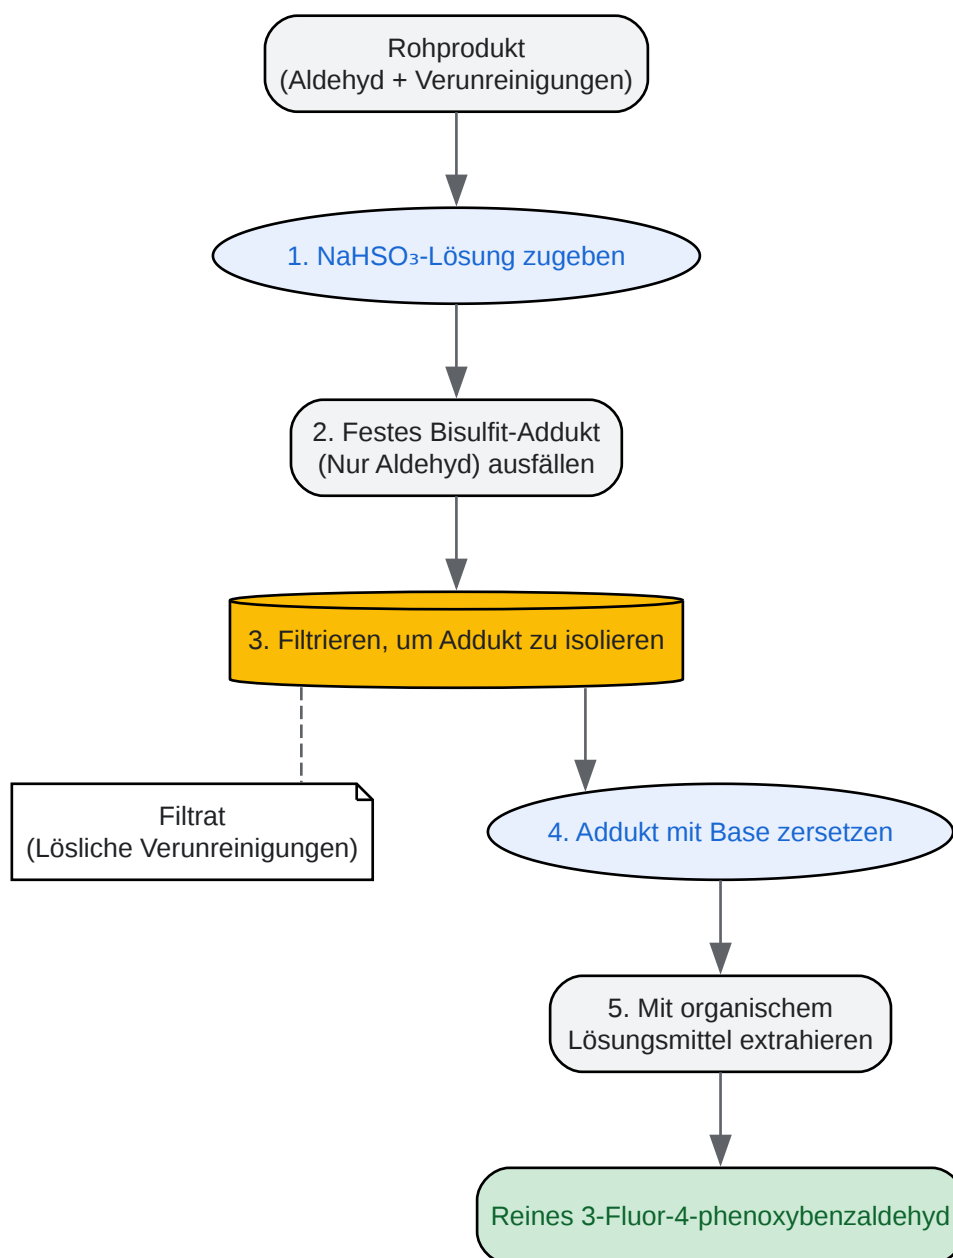 Rohprodukt
(Aldehyd + Verunreinigungen)
1. NaHSO₃-Lösung zugeben
2. Festes Bisulfit-Addukt
(Nur Aldehyd) ausfällen
3. Filtrieren, um Addukt zu isolieren
Filtrat
(Lösliche Verunreinigungen)
4. Addukt mit Base zersetzen
5. Mit organischem
Lösungsmittel extrahieren
Reines 3-Fluor-4-phenoxybenzaldehyd